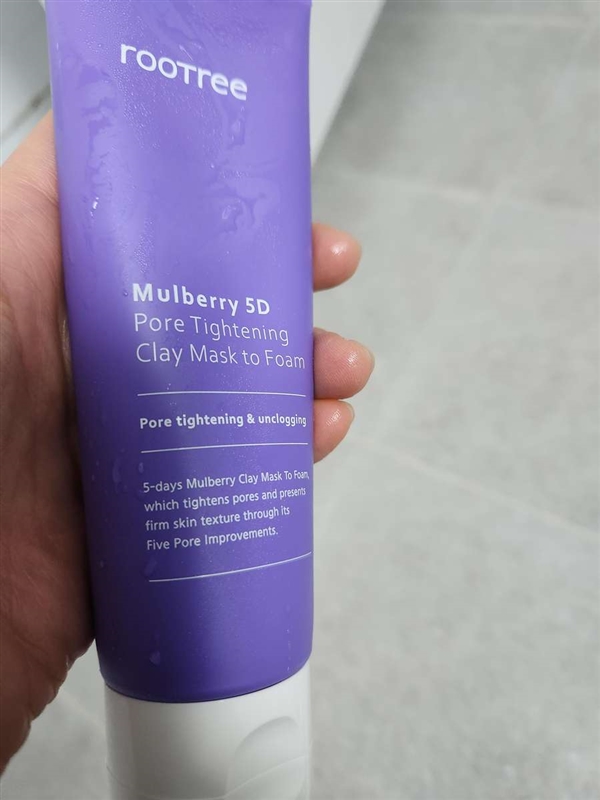 rootree
Mulberry 5D
Pore Tightening
Clay Mask to Foam
Pore tightening & unclogging
5-days Mulberry Clay Mask To Foam,
which tightens pores and presents
firm skin texture through its
Five Pore Improvements.